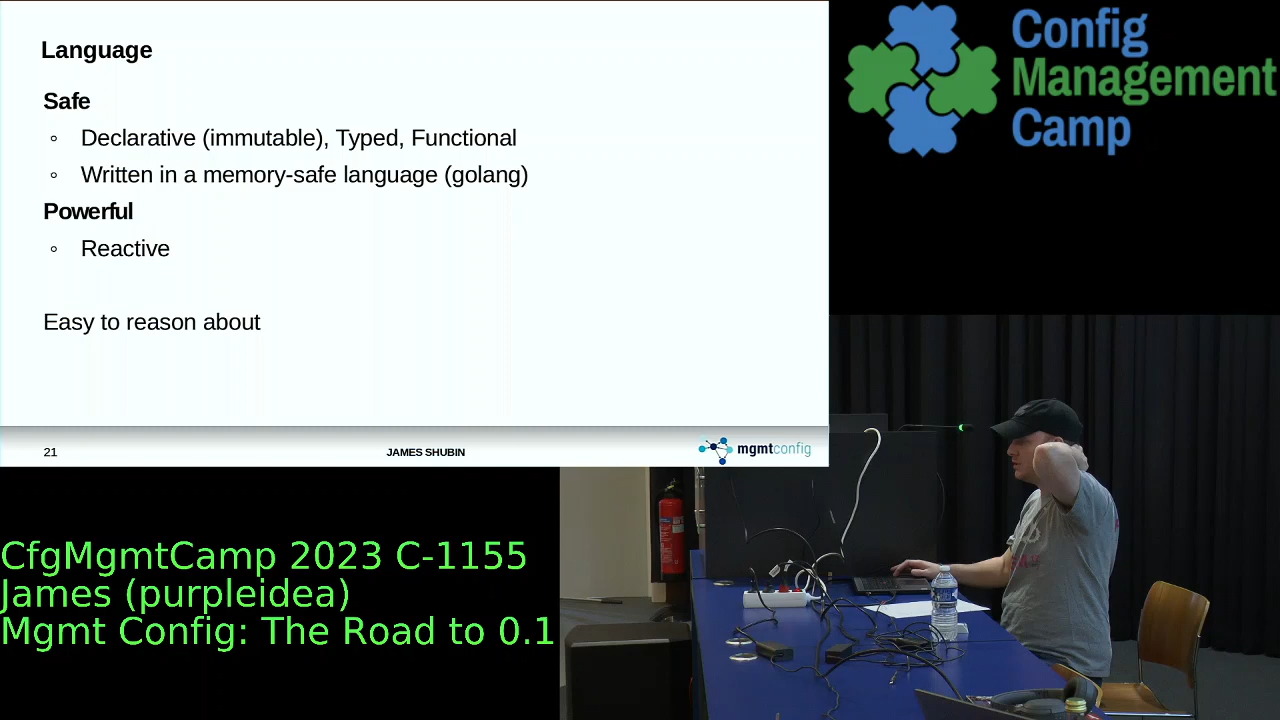 Language
Safe
Declarative (immutable), Typed, Functional
Written in a memory-safe language (golang)
Powerful
Reactive
Easy to reason about
21
JAMES SHUBIN
mgmtconfig
Config
Management
Camp
CfgMgmtCamp 2023 C-1155
James (purpleidea)
Mgmt Config: The Road to 0.1